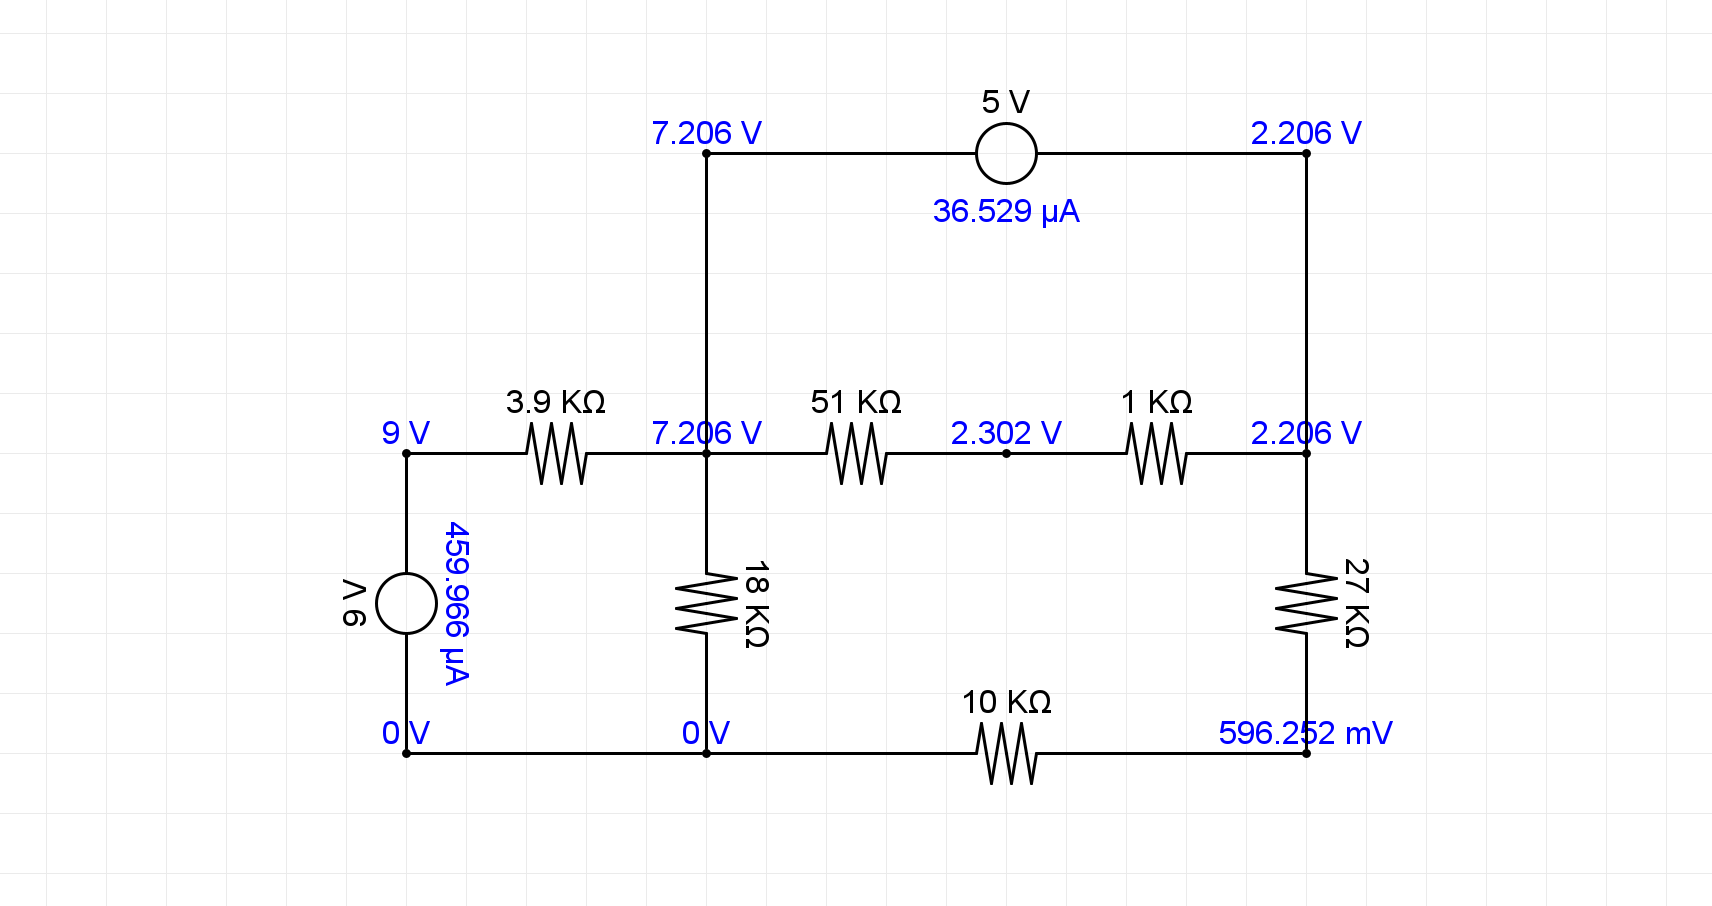 5 V
7.206 V
2.206 V
36.529 µA
3.9 KΩ
51 KΩ
1 KΩ
9 V
7.206 V
2.302 V
2.206 V
9 V
459.966 µA
18 KΩ
27 KΩ
10 KΩ
0 V
0 V
596.252 mV